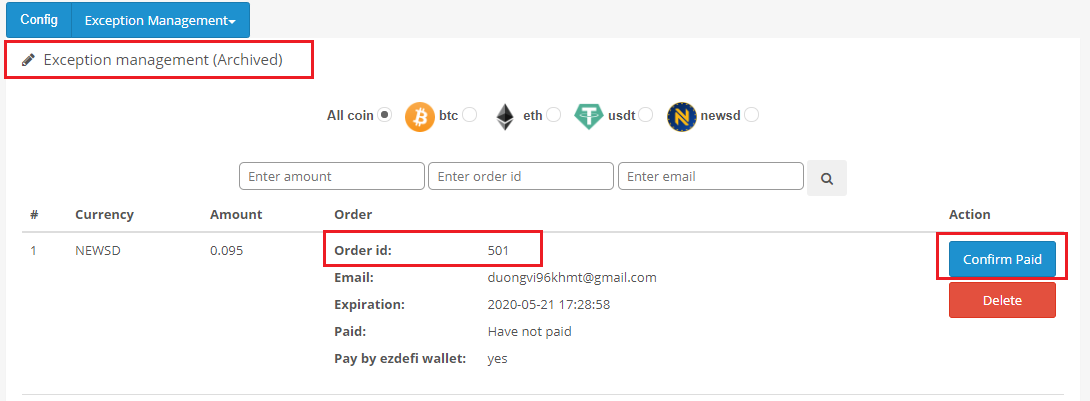 Config Exception Management
Exception management (Archived)
All coin btc eth usdt newsd
Enter amount Enter order id Enter email
# Currency Amount Order Action
1 NEWSD 0.095 Order id: 501 Confirm Paid
Email: duongvi96khmt@gmail.com
Expiration: 2020-05-21 17:28:58 Delete
Paid: Have not paid
Pay by ezdefi wallet: yes